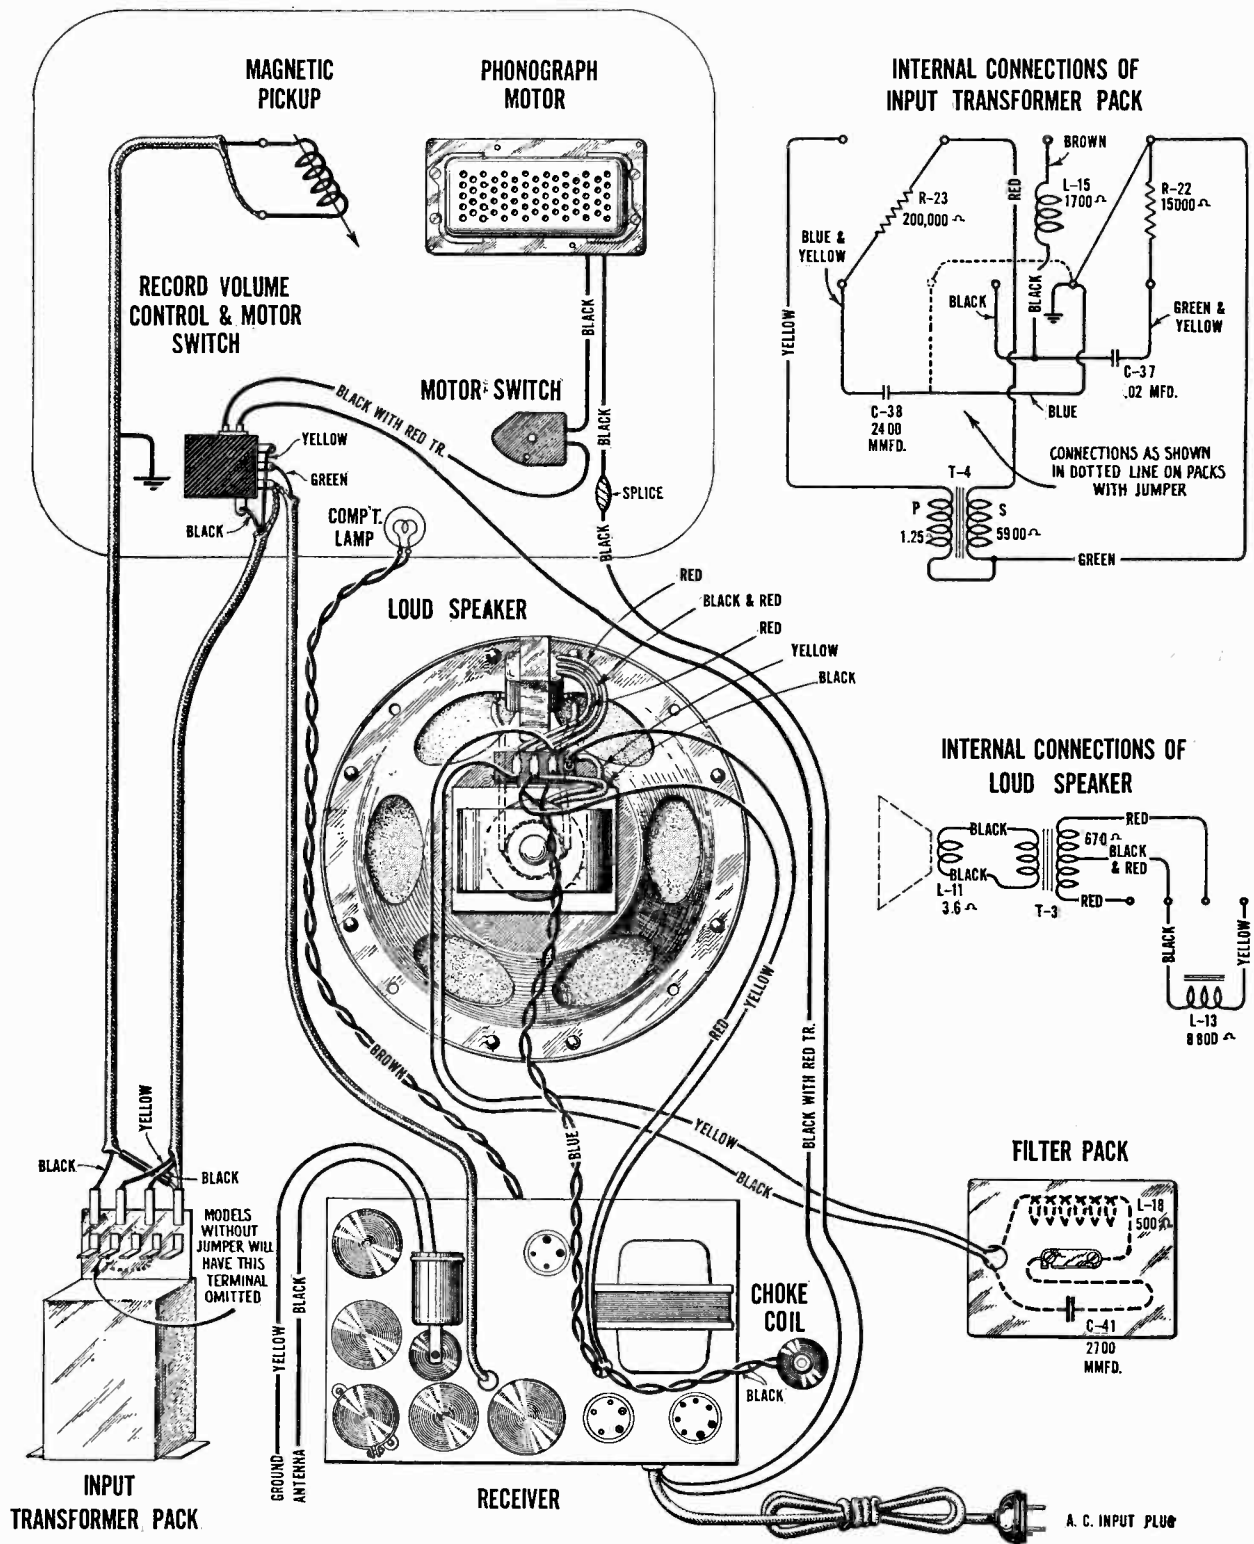 MAGNETIC
PICKUP
PHONOGRAPH
MOTOR
INTERNAL CONNECTIONS OF
INPUT TRANSFORMER PACK
BROWN
RED
L-15
1700 Ω
R-22
15000 Ω
R-23
200,000 Ω
BLUE &
YELLOW
BLACK
BLACK
GREEN &
YELLOW
YELLOW
C-37
.02 MFD.
BLUE
C-38
2400
MMFD.
CONNECTIONS AS SHOWN
IN DOTTED LINE ON PACKS
WITH JUMPER
T-4
P
S
1.25 Ω
5900 Ω
GREEN
RECORD VOLUME
CONTROL & MOTOR
SWITCH
BLACK
MOTOR SWITCH
BLACK WITH RED TR.
BLACK
YELLOW
GREEN
SPLICE
BLACK
COMP'T.
LAMP
BLACK
LOUD SPEAKER
RED
BLACK & RED
RED
YELLOW
BLACK
INTERNAL CONNECTIONS OF
LOUD SPEAKER
BLACK
RED
670 Ω
BLACK
& RED
BLACK
L-11
3.6 Ω
T-3
RED
BLACK
YELLOW
L-13
8800 Ω
RED
YELLOW
BLACK WITH RED TR.
BROWN
BLUE
YELLOW
BLACK
YELLOW
BLACK
BLACK
MODELS
WITHOUT
JUMPER WILL
HAVE THIS
TERMINAL
OMITTED
FILTER PACK
L-18
500 Ω
C-41
2700
MMFD.
CHOKE
COIL
BLACK
YELLOW
BLACK
GROUND
ANTENNA
INPUT
TRANSFORMER PACK
RECEIVER
A. C. INPUT PLUG